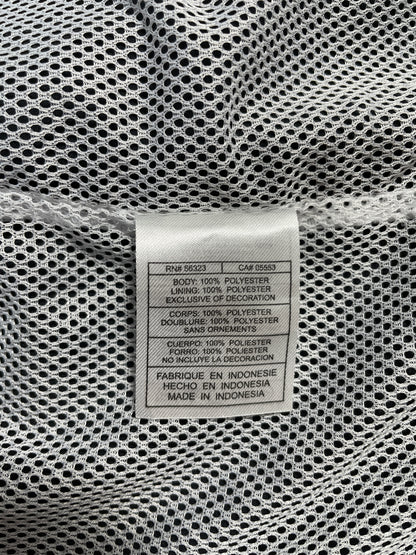 RN# 56323 CA# 05553
BODY: 100% POLYESTER
LINING: 100% POLYESTER
EXCLUSIVE OF DECORATION
CORPS: 100% POLYESTER
DOUBLURE: 100% POLYESTER
SANS ORNEMENTS
CUERPO: 100% POLIESTER
FORRO: 100% POLIESTER
NO INCLUYE LA DECORACION
FABRIQUE EN INDONESIE
HECHO EN INDONESIA
MADE IN INDONESIA